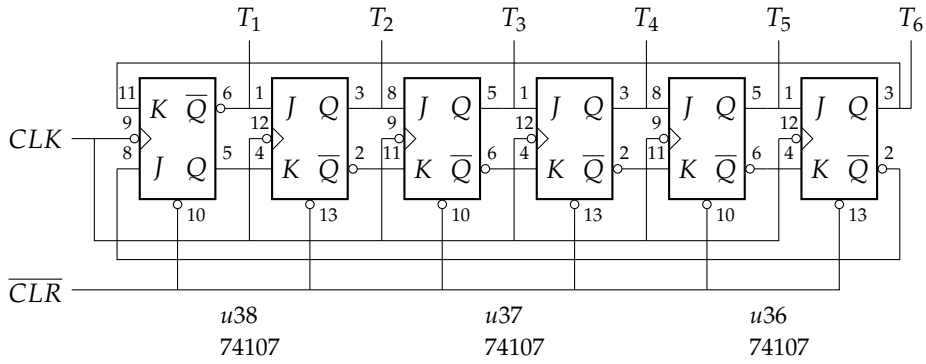 T1 T2 T3 T4 T5 T6
11 6 1 3 8 5 1 3 8 5 1 3
K Q̅ J Q J Q J Q J Q J Q
CLK 9 12 9 12 9 12
8 5 4 2 11 6 4 2 11 6 4 2
J Q K Q̅ K Q̅ K Q̅ K Q̅ K Q̅
10 13 10 13 10 13
C̅L̅R̅
u38 u37 u36
74107 74107 74107